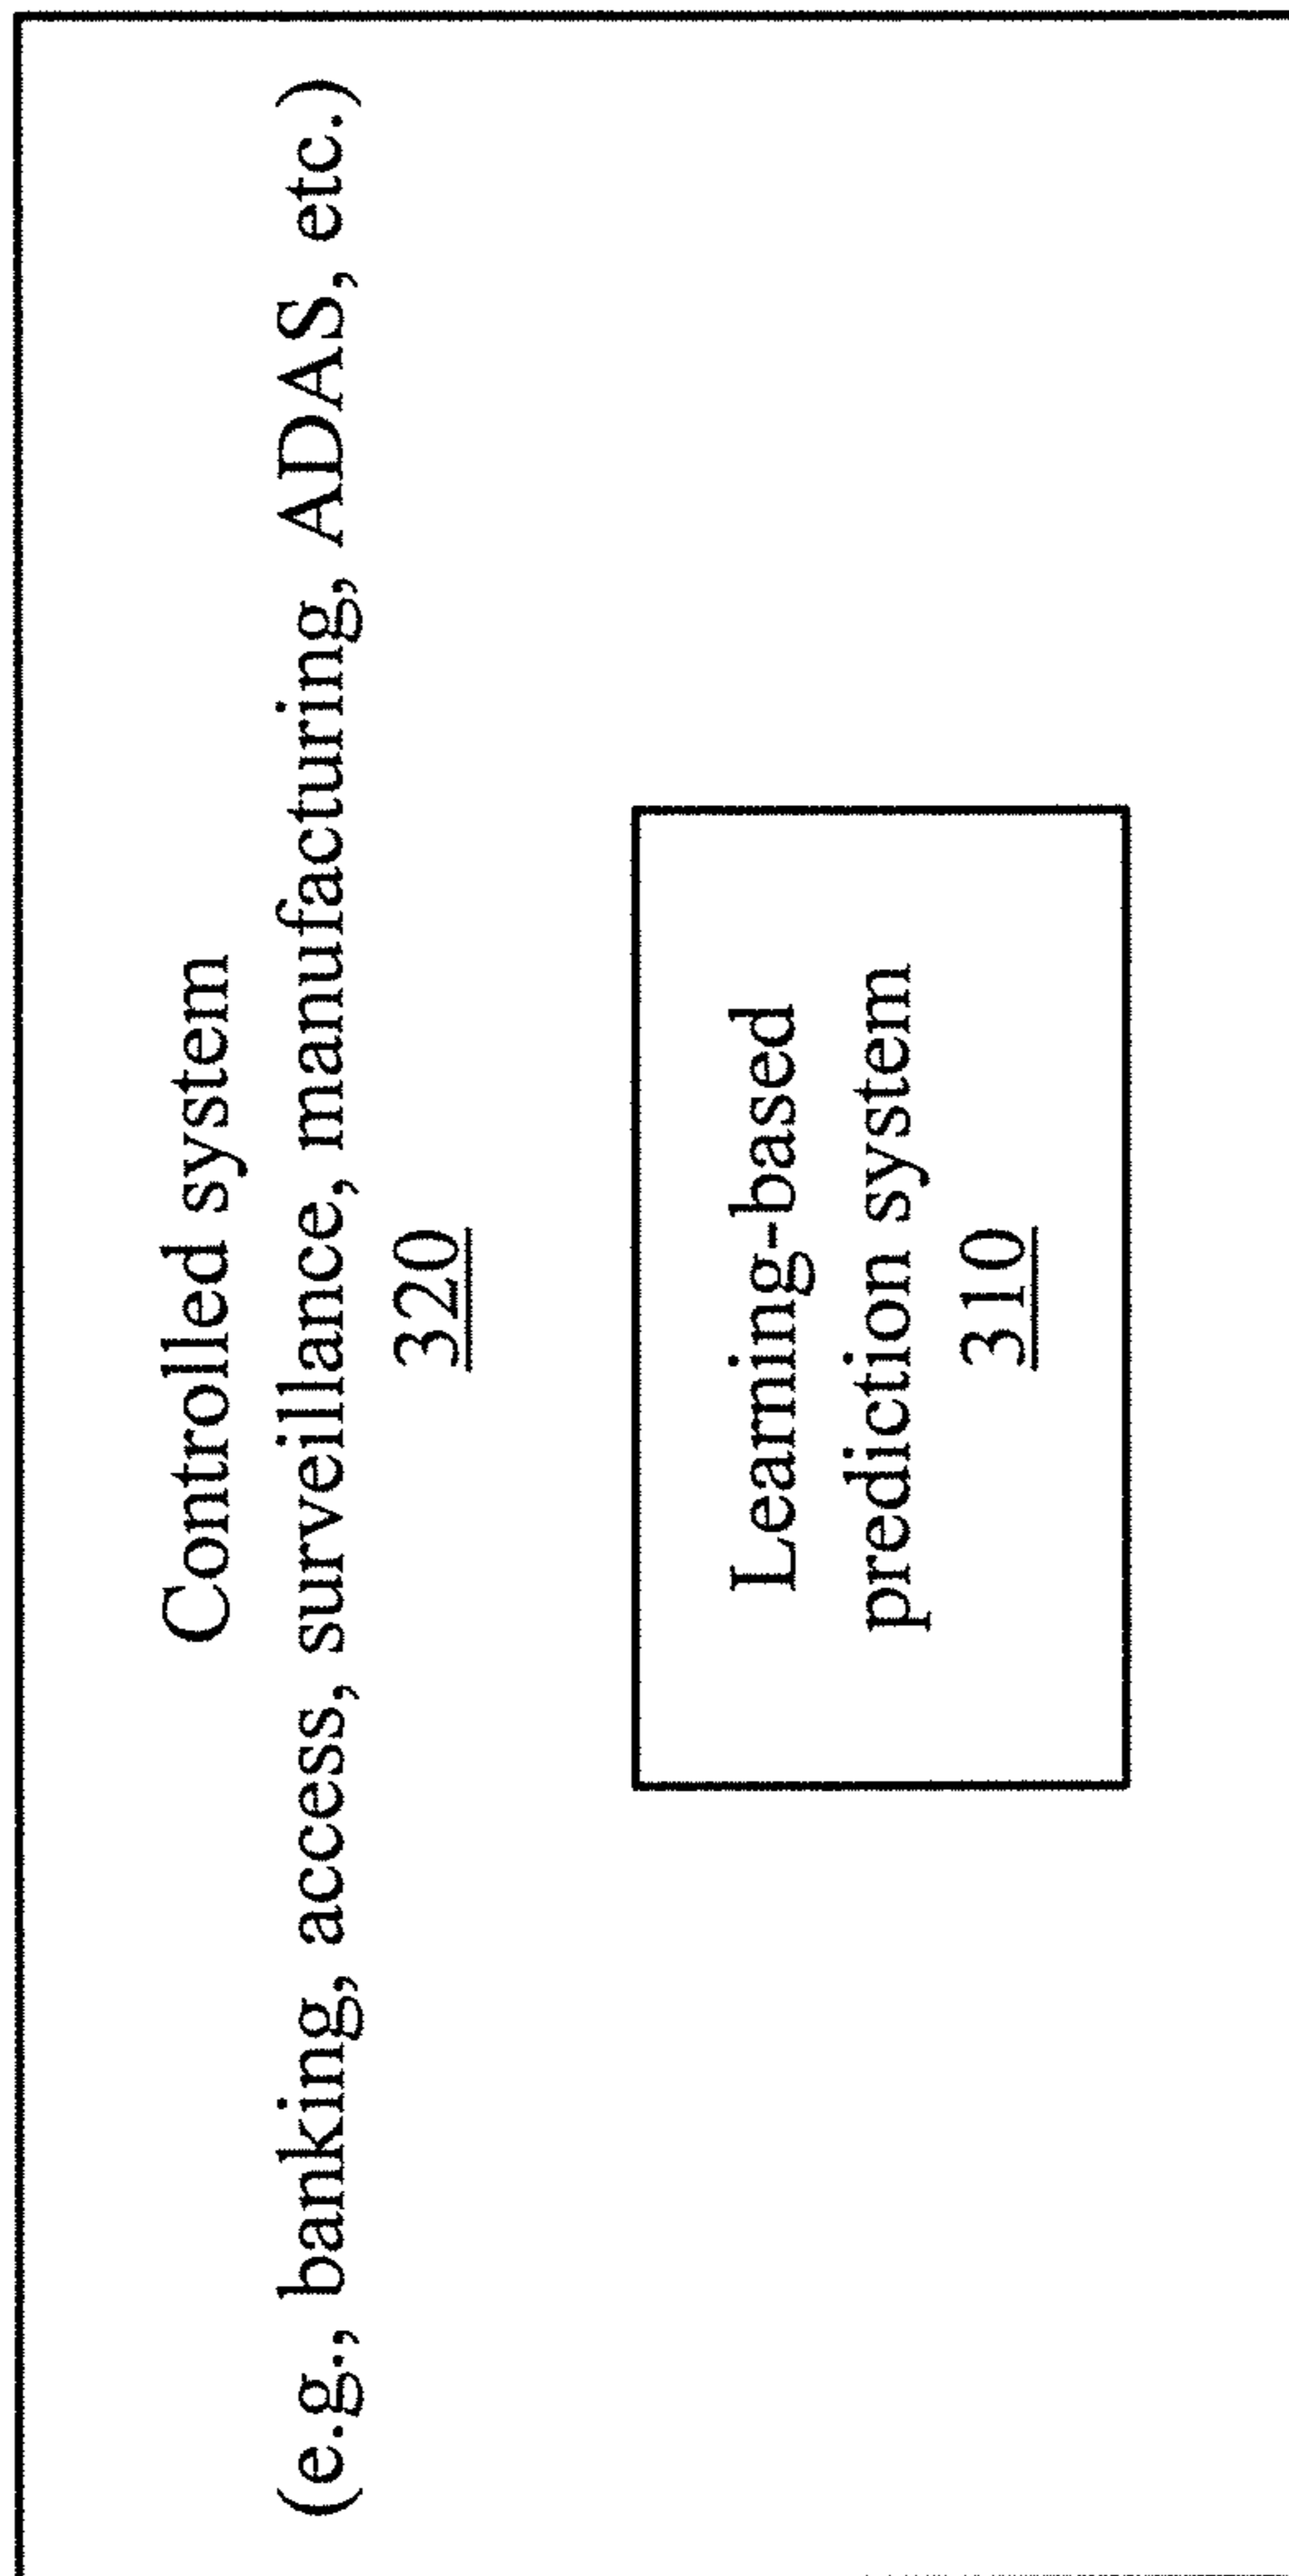 Controlled system
(e.g., banking, access, surveillance, manufacturing, ADAS, etc.)
320
Learning-based
prediction system
310